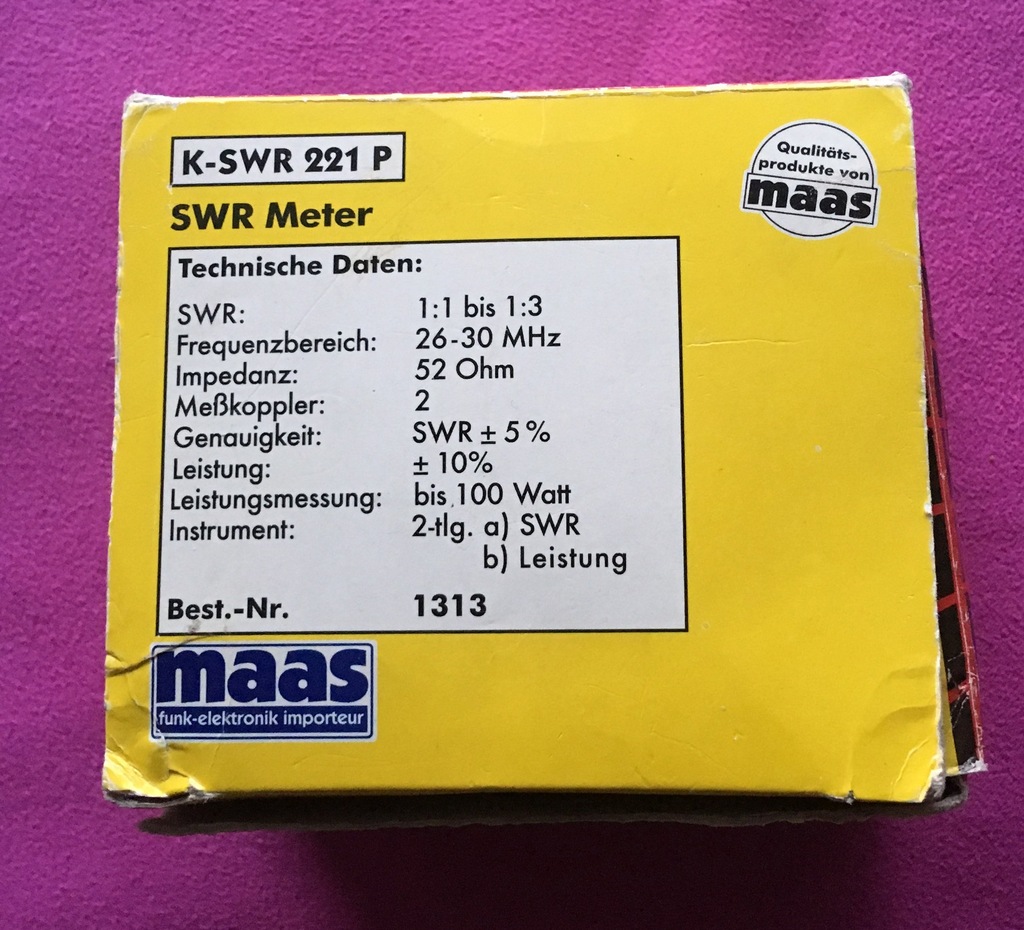 K-SWR 221 P
SWR Meter
Qualitäts-
produkte von
maas
Technische Daten:
SWR: 1:1 bis 1:3
Frequenzbereich: 26-30 MHz
Impedanz: 52 Ohm
Meßkoppler: 2
Genauigkeit: SWR ± 5 %
Leistung: ± 10%
Leistungsmessung: bis 100 Watt
Instrument: 2-tlg. a) SWR
b) Leistung
Best.-Nr. 1313
maas
funk-elektronik importeur